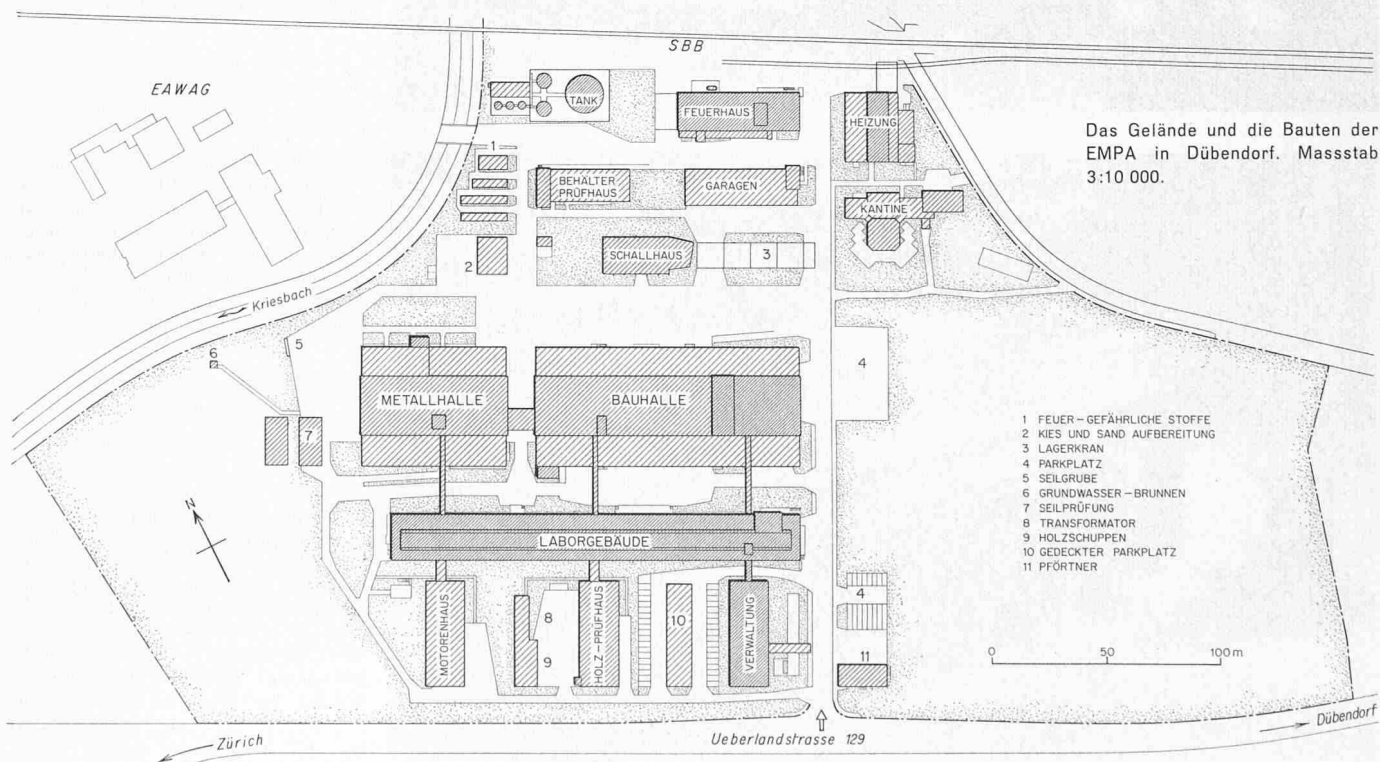 SBB
EAWAG
TANK
FEUERHAUS
HEIZUNG
Das Gelände und die Bauten der
EMPA in Dübendorf. Massstab
3:10 000.
1
BEHÄLTER
PRÜFHAUS
GARAGEN
KANTINE
2
SCHALLHAUS
3
Kriesbach
5
6
4
METALLHALLE
BAUHALLE
7
1 FEUER-GEFÄHRLICHE STOFFE
2 KIES UND SAND AUFBEREITUNG
3 LAGERKRAN
4 PARKPLATZ
5 SEILGRUBE
6 GRUNDWASSER-BRUNNEN
7 SEILPRÜFUNG
8 TRANSFORMATOR
9 HOLZSCHUPPEN
10 GEDECKTER PARKPLATZ
11 PFÖRTNER
N
LABORGEBÄUDE
MOTORENHAUS
8
9
HOLZ-PRÜFHAUS
10
VERWALTUNG
4
11
0 50 100 m
Zürich
Ueberlandstrasse 129
Dübendorf